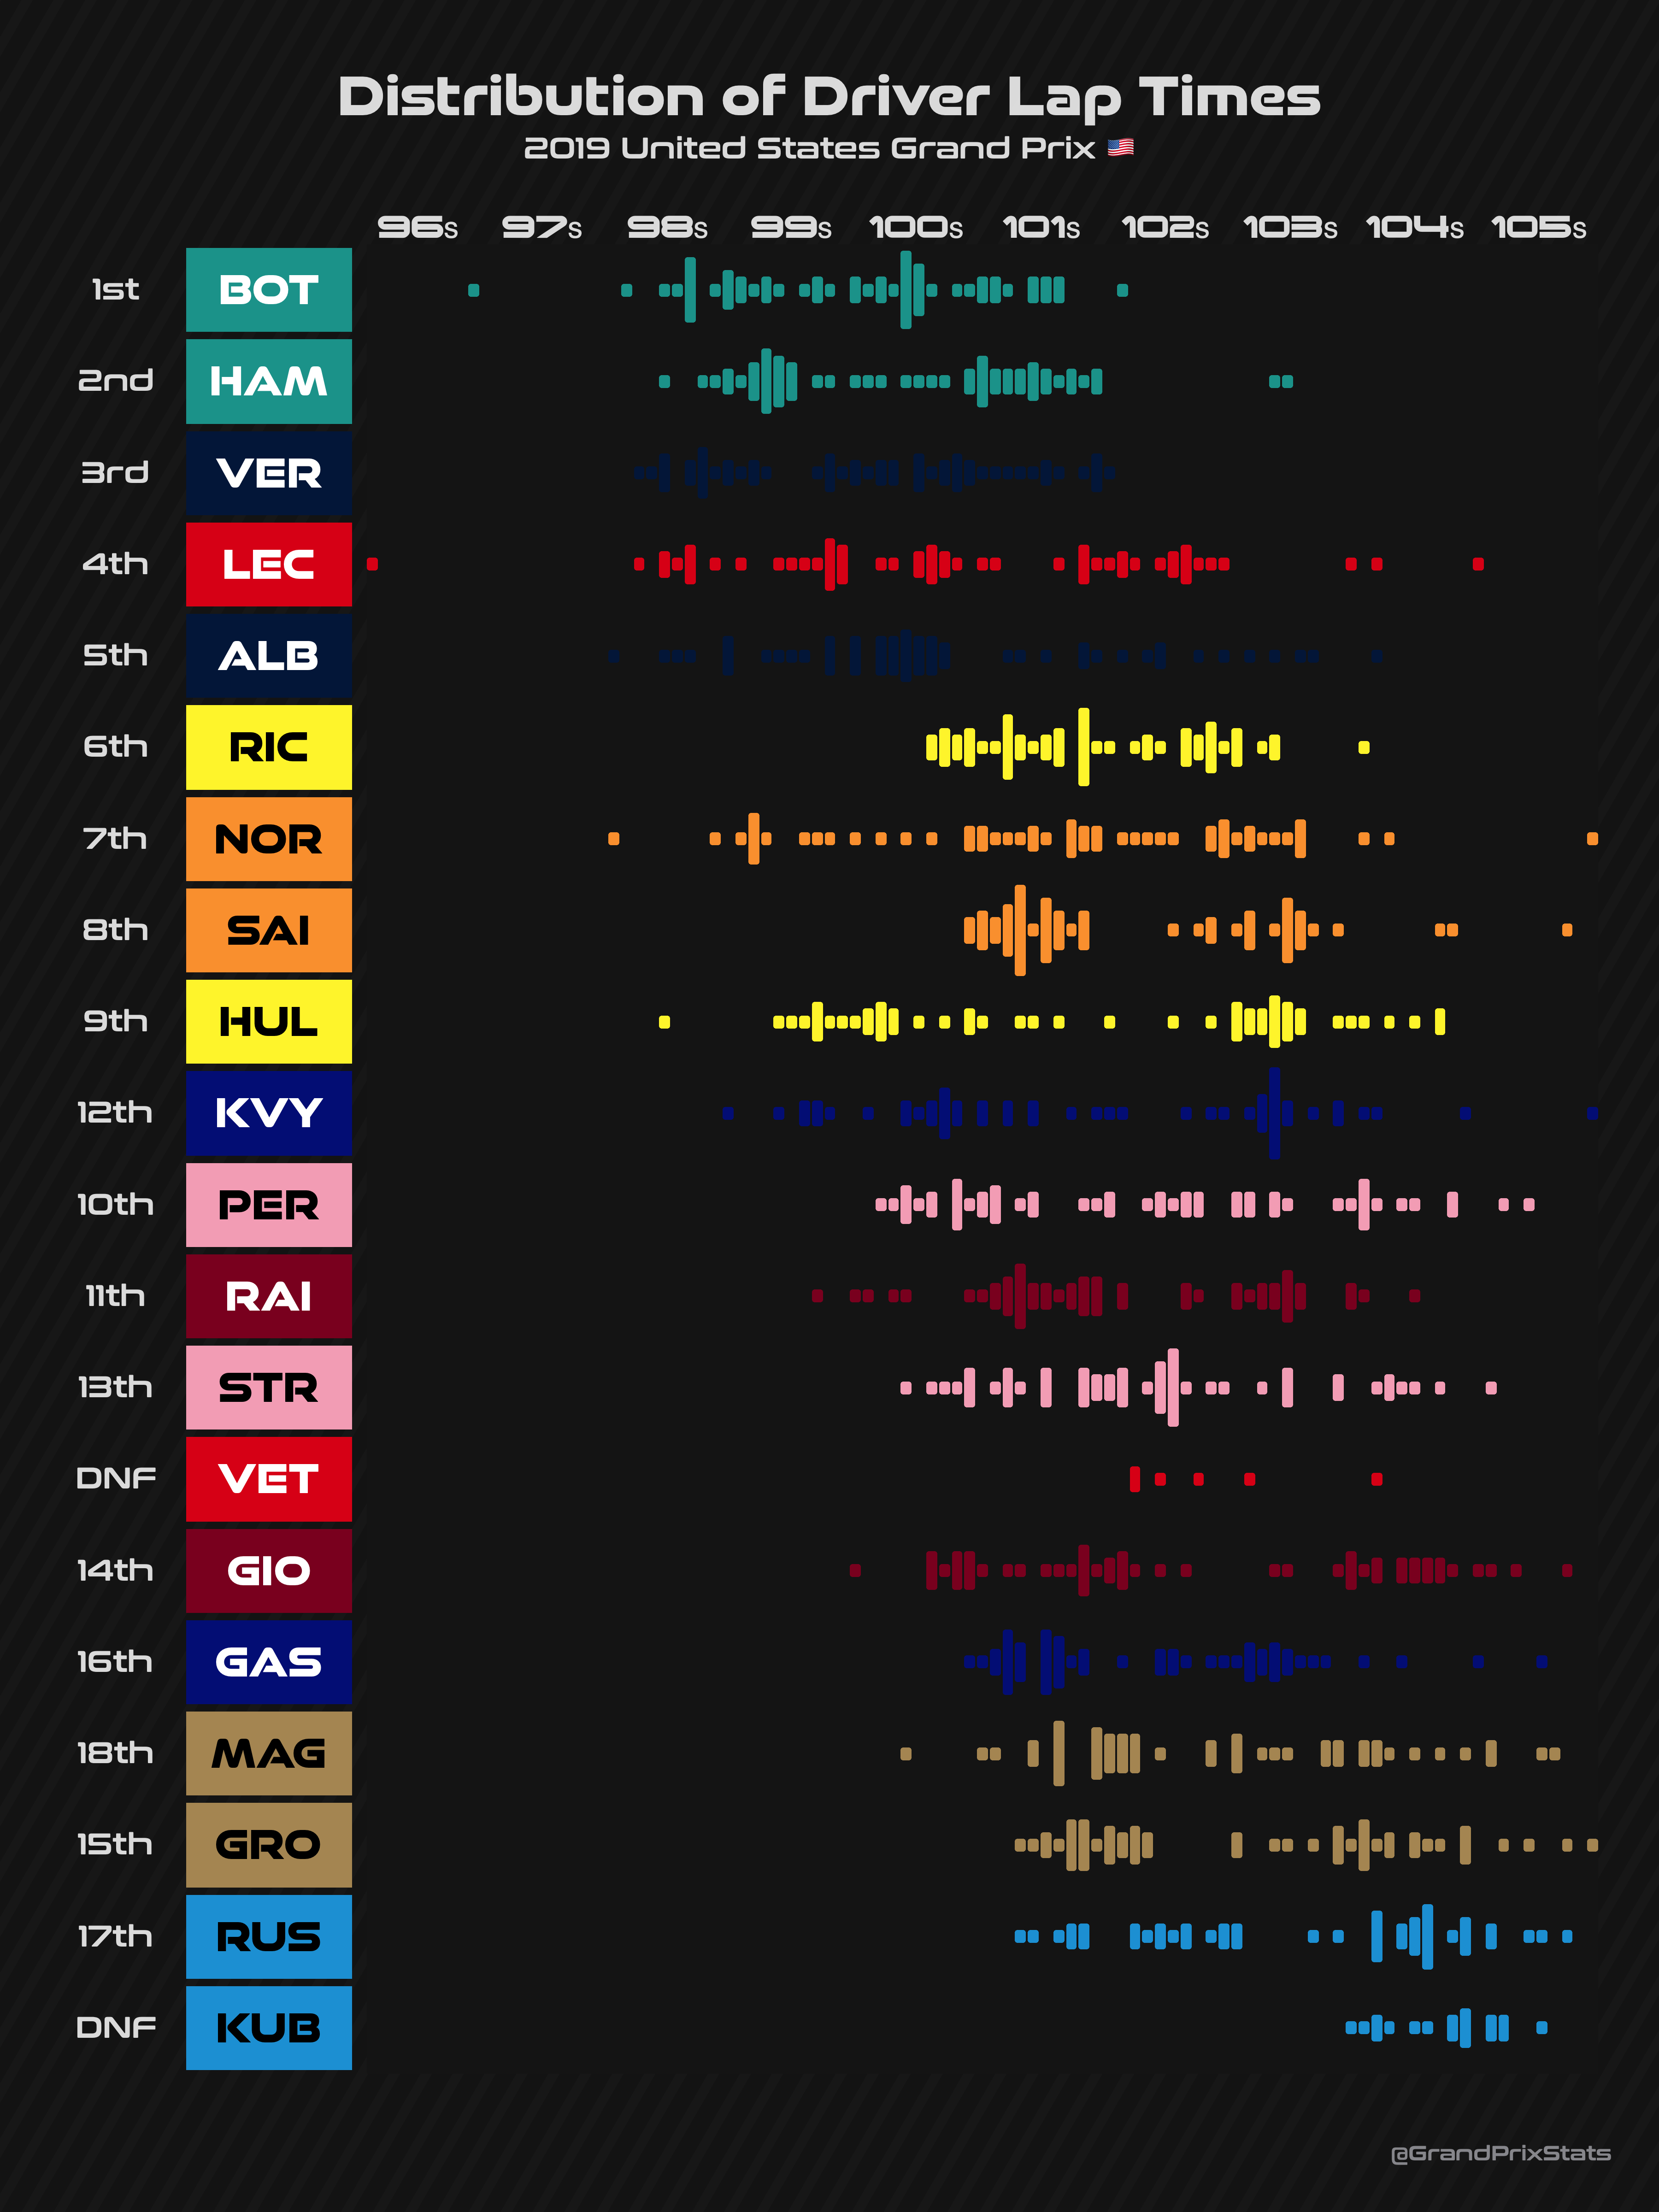 Distribution of Driver Lap Times
2019 United States Grand Prix 🇺🇸
96s 97s 98s 99s 100s 101s 102s 103s 104s 105s
1st BOT
2nd HAM
3rd VER
4th LEC
5th ALB
6th RIC
7th NOR
8th SAI
9th HUL
12th KVY
10th PER
11th RAI
13th STR
DNF VET
14th GIO
16th GAS
18th MAG
15th GRO
17th RUS
DNF KUB
@GrandPrixStats